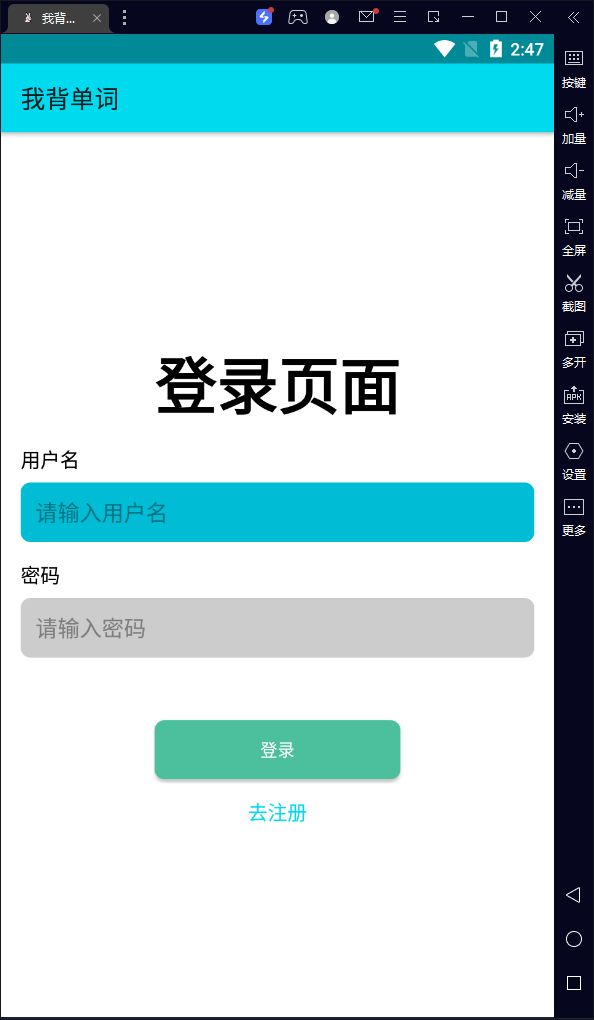 我背...
2:47
我背单词
登录页面
用户名
请输入用户名
密码
请输入密码
登录
去注册
按键
加量
减量
全屏
截图
多开
APK
安装
设置
更多